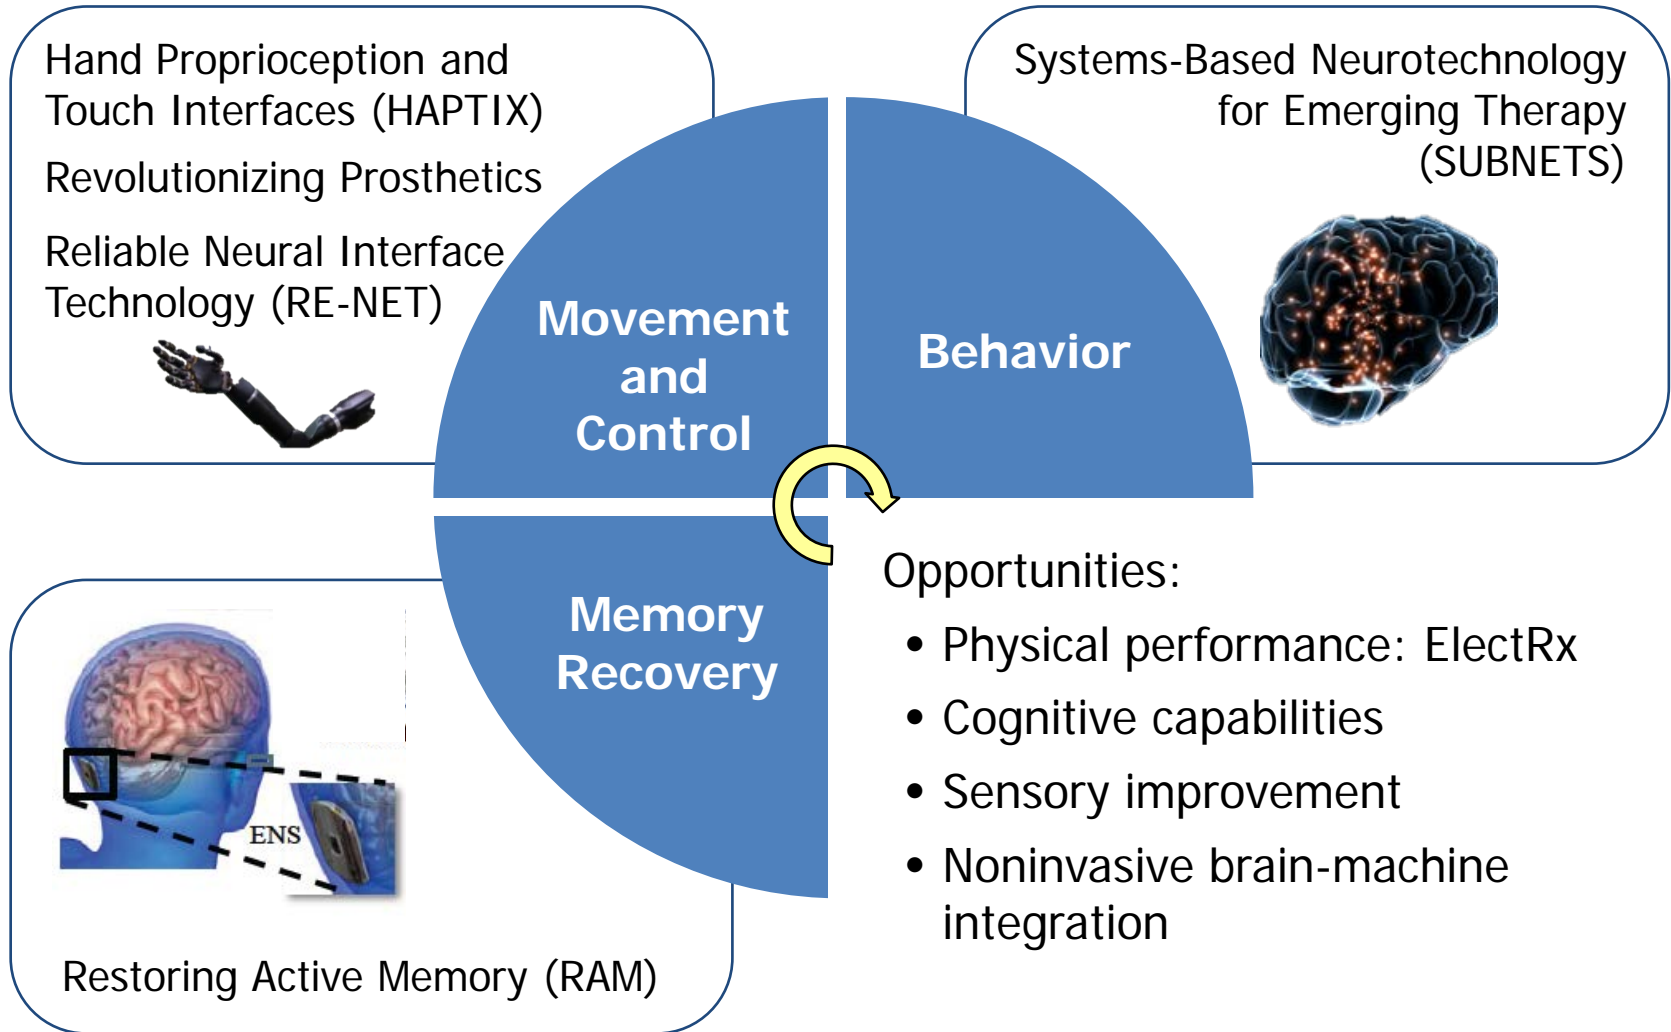 Hand Proprioception and
Touch Interfaces (HAPTIX)
Revolutionizing Prosthetics
Reliable Neural Interface
Technology (RE-NET)
Movement
and
Control
Systems-Based Neurotechnology
for Emerging Therapy
(SUBNETS)
Behavior
Memory
Recovery
ENS
Restoring Active Memory (RAM)
Opportunities:
• Physical performance: ElectRx
• Cognitive capabilities
• Sensory improvement
• Noninvasive brain-machine
integration